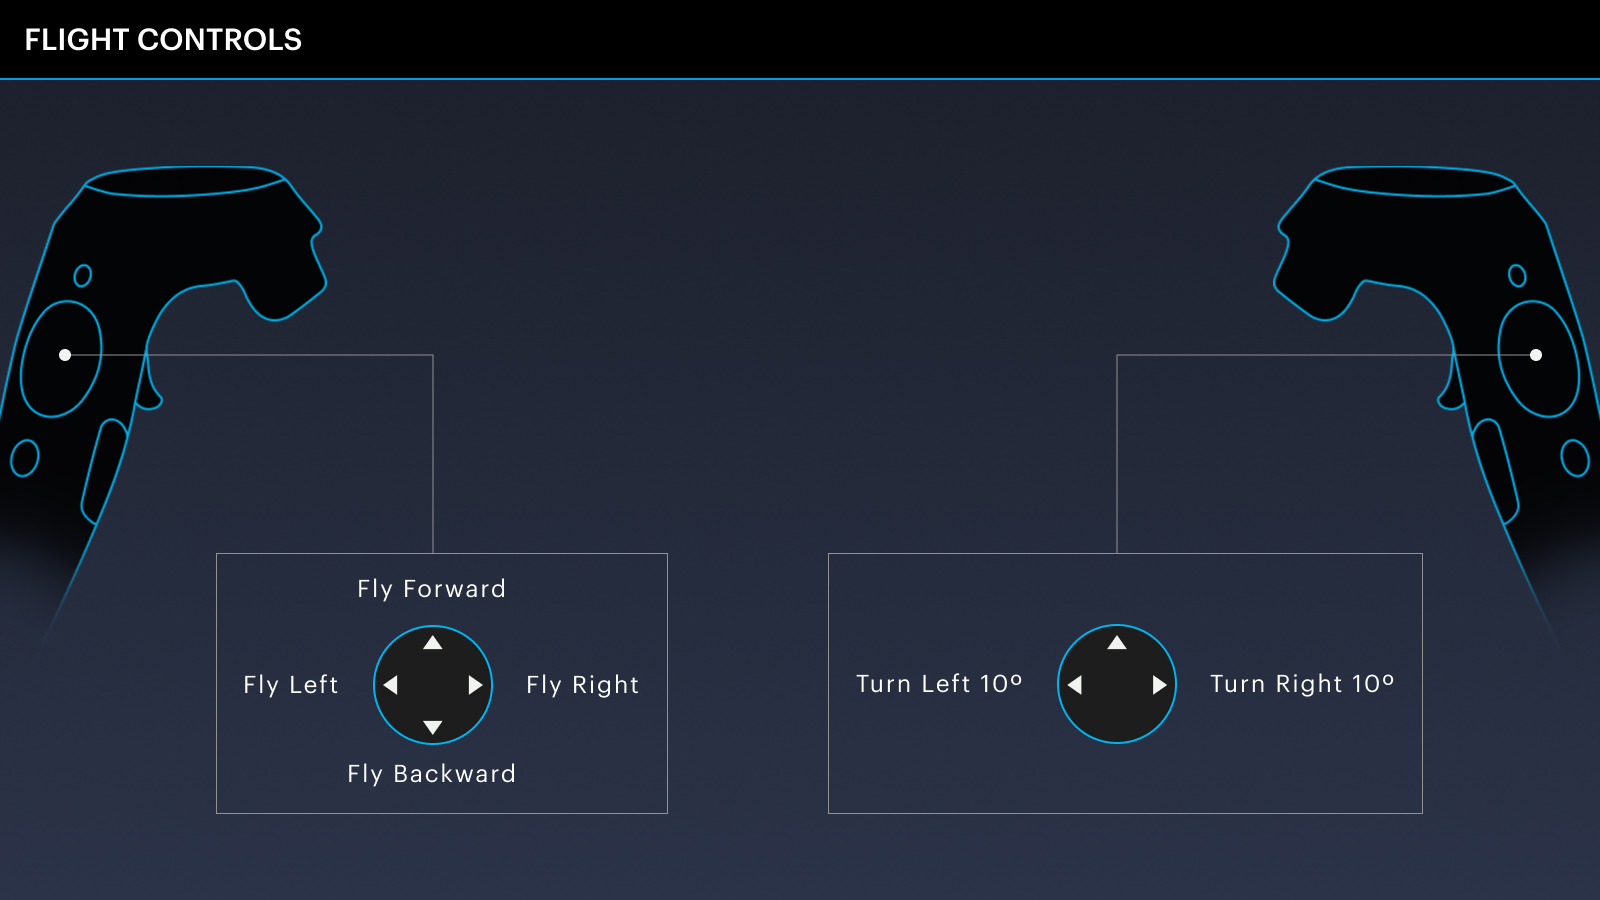 FLIGHT CONTROLS
Fly Forward
Fly Left
Fly Right
Fly Backward
Turn Left 10º
Turn Right 10º